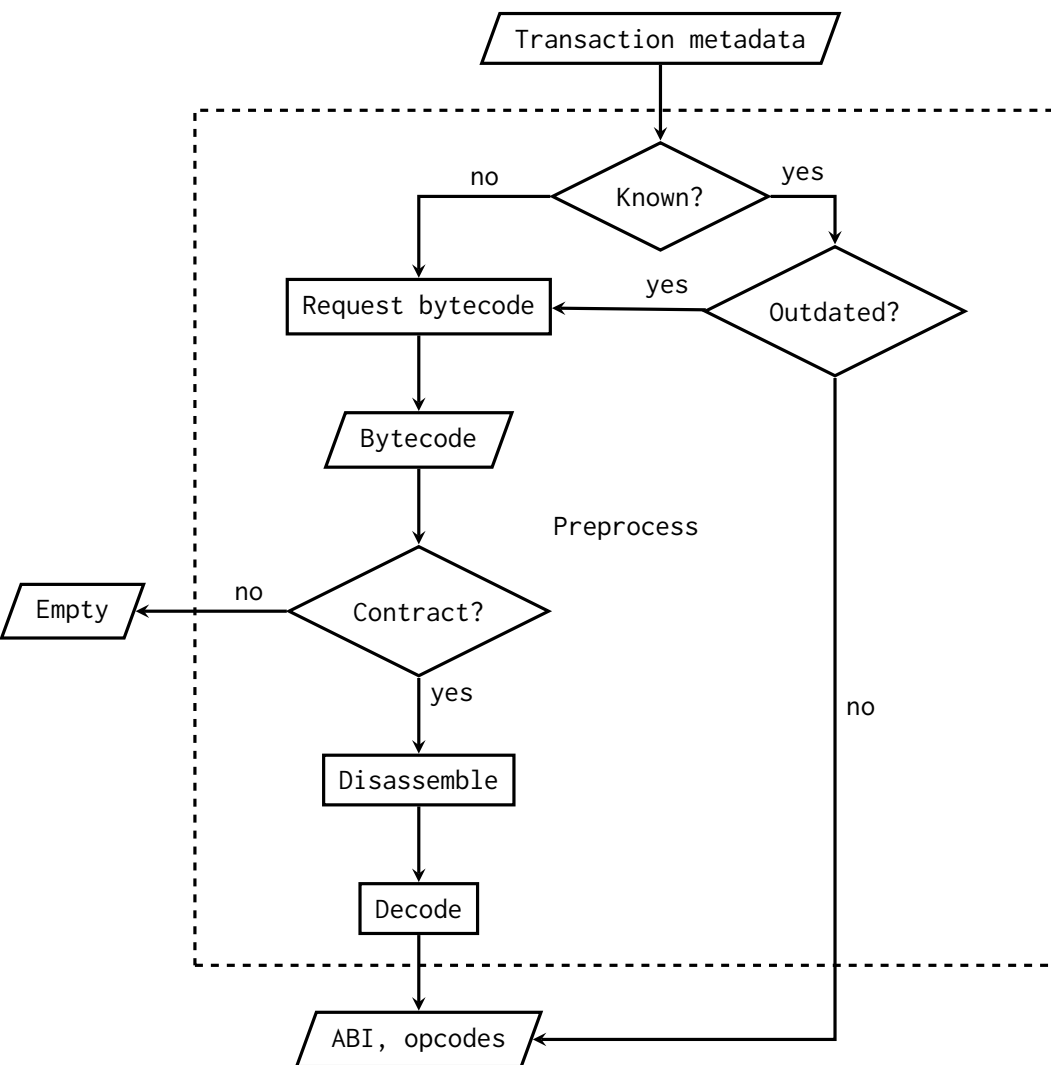 Transaction metadata
no
yes
Known?
Request bytecode
yes
Outdated?
Bytecode
Preprocess
Empty
no
Contract?
yes
no
Disassemble
Decode
ABI, opcodes